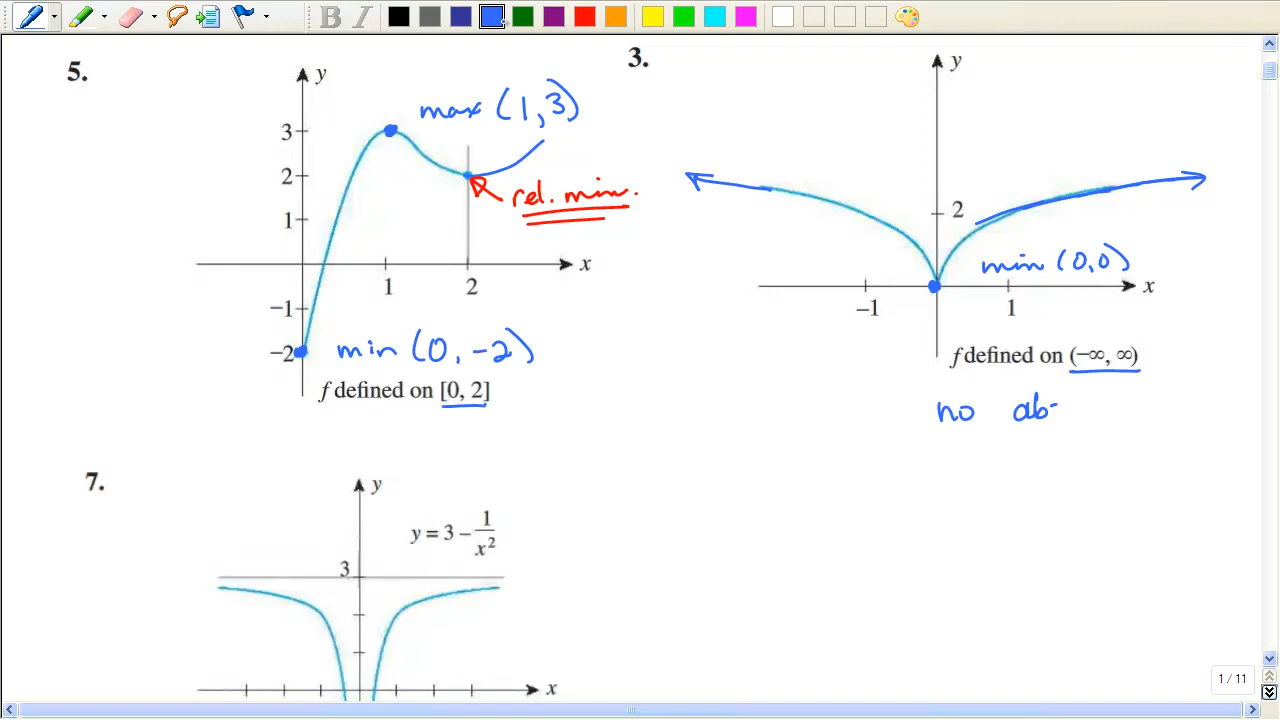 B I
5.
y
3
2
1
-1
-2
1
2
x
max (1,3)
rel. min.
min (0,-2)
f defined on [0, 2]
3.
y
2
-1
1
x
min (0,0)
f defined on (−∞, ∞)
no ab
7.
y
y = 3 − 1/x²
3
x
1 / 11